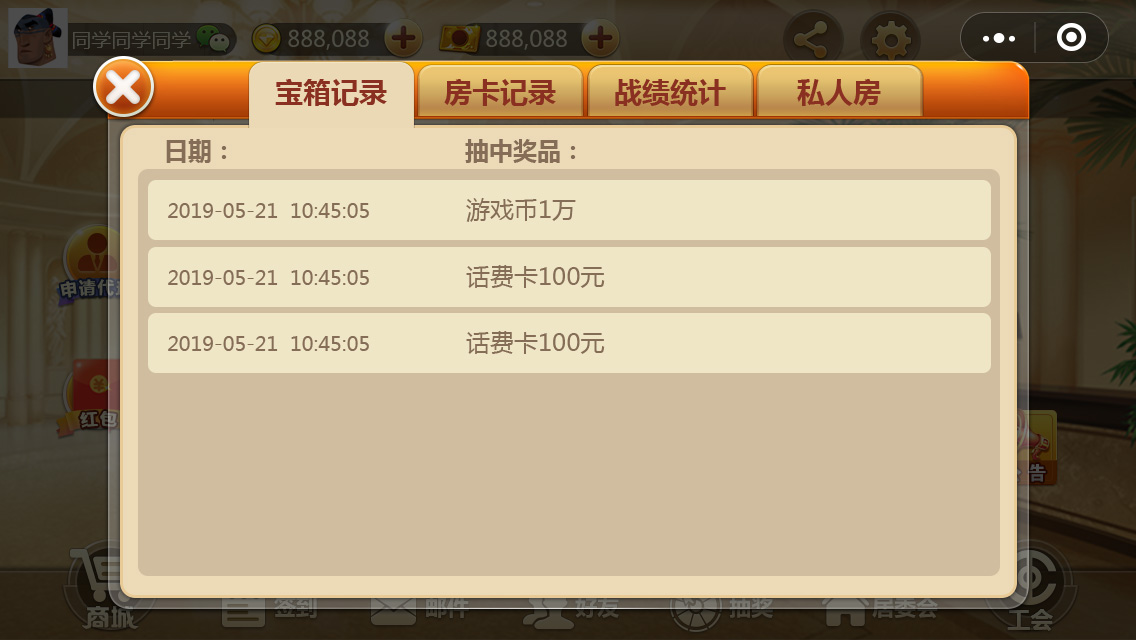 同学同学同学 888,088 888,088
宝箱记录 房卡记录 战绩统计 私人房
日期： 抽中奖品：
2019-05-21 10:45:05 游戏币1万
2019-05-21 10:45:05 话费卡100元
2019-05-21 10:45:05 话费卡100元
申请代
红包
告
商城 签到 邮件 好友 抽奖 居委会 工会